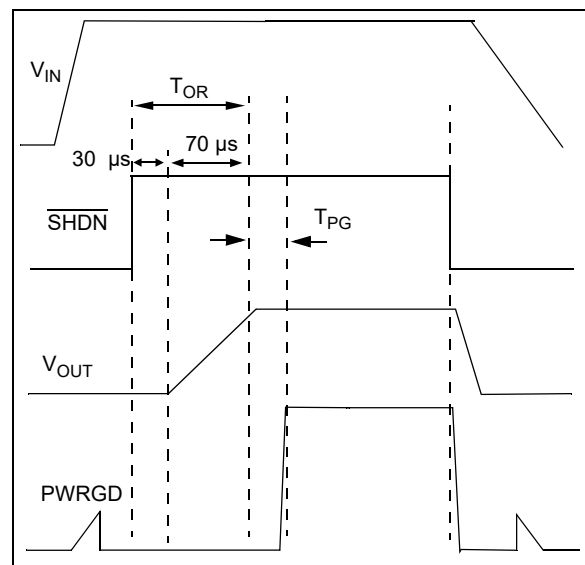 V_IN
T_OR
30 µs
70 µs
SHDN
T_PG
V_OUT
PWRGD